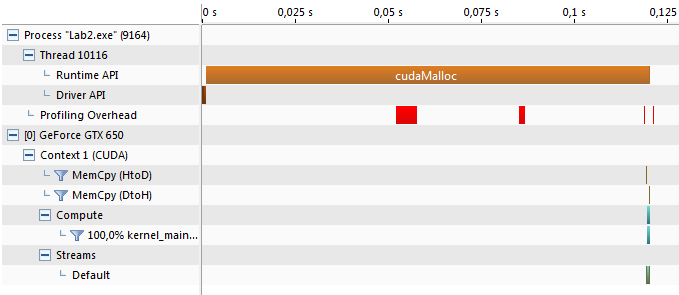 0 s 0,025 s 0,05 s 0,075 s 0,1 s 0,125 s
Process "Lab2.exe" (9164)
Thread 10116
Runtime API cudaMalloc
Driver API
Profiling Overhead
[0] GeForce GTX 650
Context 1 (CUDA)
MemCpy (HtoD)
MemCpy (DtoH)
Compute
100,0% kernel_main...
Streams
Default